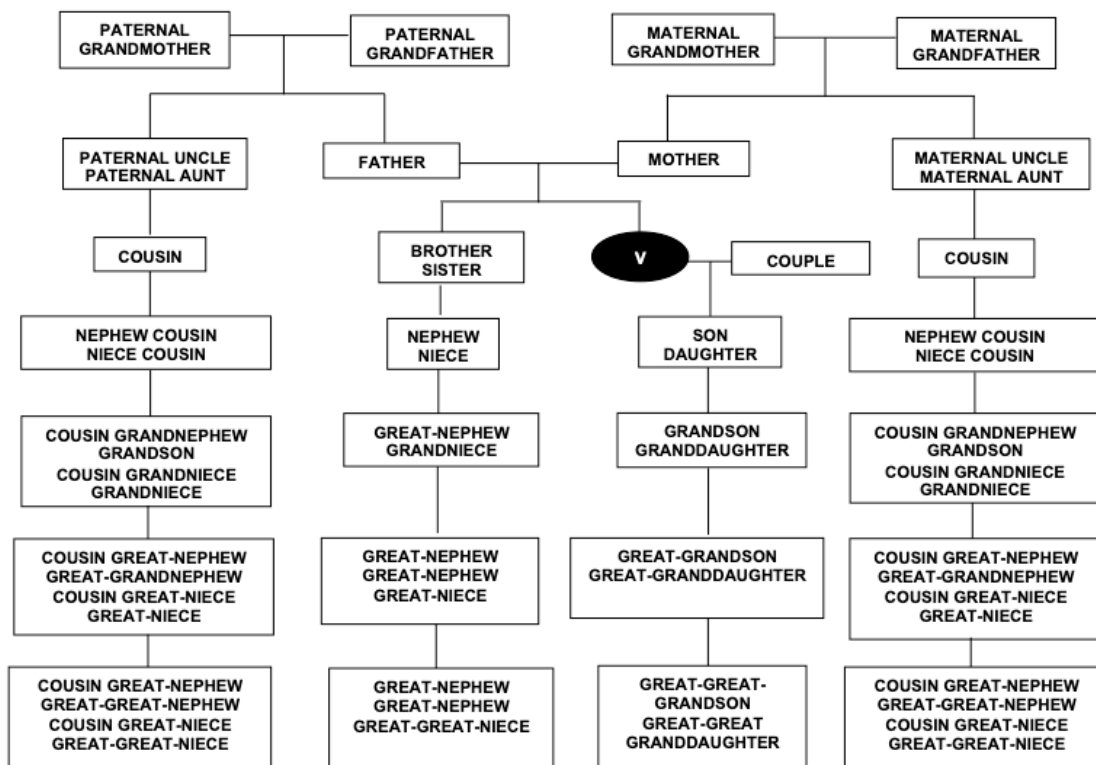 PATERNAL
GRANDMOTHER
PATERNAL
GRANDFATHER
MATERNAL
GRANDMOTHER
MATERNAL
GRANDFATHER
PATERNAL UNCLE
PATERNAL AUNT
FATHER
MOTHER
MATERNAL UNCLE
MATERNAL AUNT
COUSIN
BROTHER
SISTER
V
COUPLE
COUSIN
NEPHEW COUSIN
NIECE COUSIN
NEPHEW
NIECE
SON
DAUGHTER
NEPHEW COUSIN
NIECE COUSIN
COUSIN GRANDNEPHEW
GRANDSON
COUSIN GRANDNIECE
GRANDNIECE
GREAT-NEPHEW
GRANDNIECE
GRANDSON
GRANDDAUGHTER
COUSIN GRANDNEPHEW
GRANDSON
COUSIN GRANDNIECE
GRANDNIECE
COUSIN GREAT-NEPHEW
GREAT-GRANDNEPHEW
COUSIN GREAT-NIECE
GREAT-NIECE
GREAT-NEPHEW
GREAT-NEPHEW
GREAT-NIECE
GREAT-GRANDSON
GREAT-GRANDDAUGHTER
COUSIN GREAT-NEPHEW
GREAT-GRANDNEPHEW
COUSIN GREAT-NIECE
GREAT-NIECE
COUSIN GREAT-NEPHEW
GREAT-GREAT-NEPHEW
COUSIN GREAT-NIECE
GREAT-GREAT-NIECE
GREAT-NEPHEW
GREAT-NEPHEW
GREAT-GREAT-NIECE
GREAT-GREAT-
GRANDSON
GREAT-GREAT
GRANDDAUGHTER
COUSIN GREAT-NEPHEW
GREAT-GREAT-NEPHEW
COUSIN GREAT-NIECE
GREAT-GREAT-NIECE